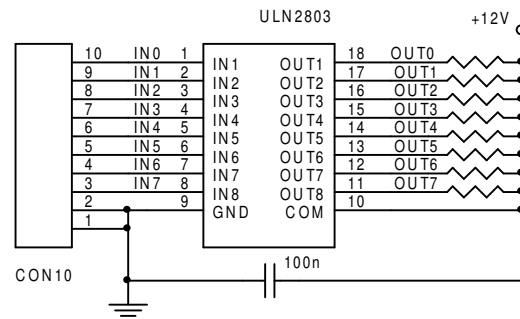 ULN2803
+12V
10 IN0 1 IN1 OUT1 18 OUT0
9 IN1 2 IN2 OUT2 17 OUT1
8 IN2 3 IN3 OUT3 16 OUT2
7 IN3 4 IN4 OUT4 15 OUT3
6 IN4 5 IN5 OUT5 14 OUT4
5 IN5 6 IN6 OUT6 13 OUT5
4 IN6 7 IN7 OUT7 12 OUT6
3 IN7 8 IN8 OUT8 11 OUT7
2 9 GND COM 10
1
CON10
100n